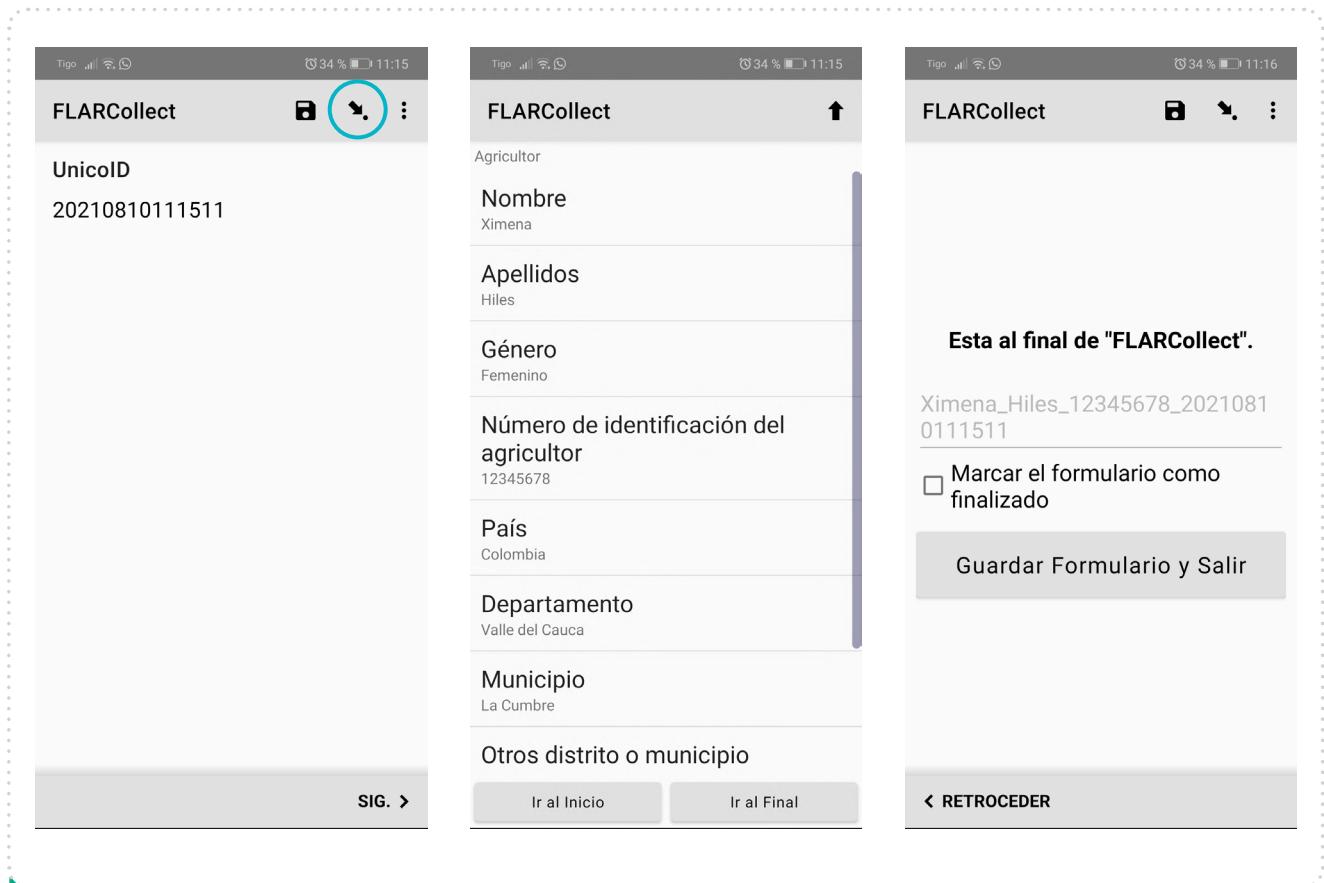 Tigo 34 % 11:15
FLARCollect
UnicoID
20210810111511
SIG.
Tigo 34 % 11:15
FLARCollect
Agricultor
Nombre
Ximena
Apellidos
Hiles
Género
Femenino
Número de identificación del
agricultor
12345678
País
Colombia
Departamento
Valle del Cauca
Municipio
La Cumbre
Otros distrito o municipio
Ir al Inicio Ir al Final
Tigo 34 % 11:16
FLARCollect
Esta al final de "FLARCollect".
Ximena_Hiles_12345678_2021081
0111511
Marcar el formulario como
finalizado
Guardar Formulario y Salir
RETROCEDER